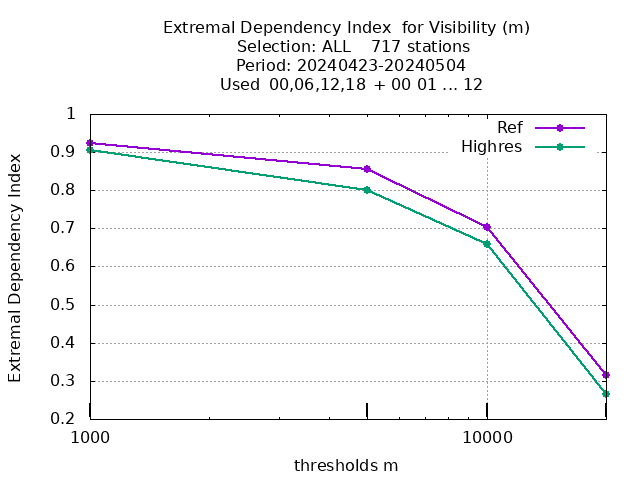 Extremal Dependency Index  for Visibility (m)
Selection: ALL    717 stations
Period: 20240423-20240504
Used  00,06,12,18  + 00 01 ... 12
Extremal Dependency Index
1
0.9
0.8
0.7
0.6
0.5
0.4
0.3
0.2
Ref
Highres
1000
10000
thresholds m